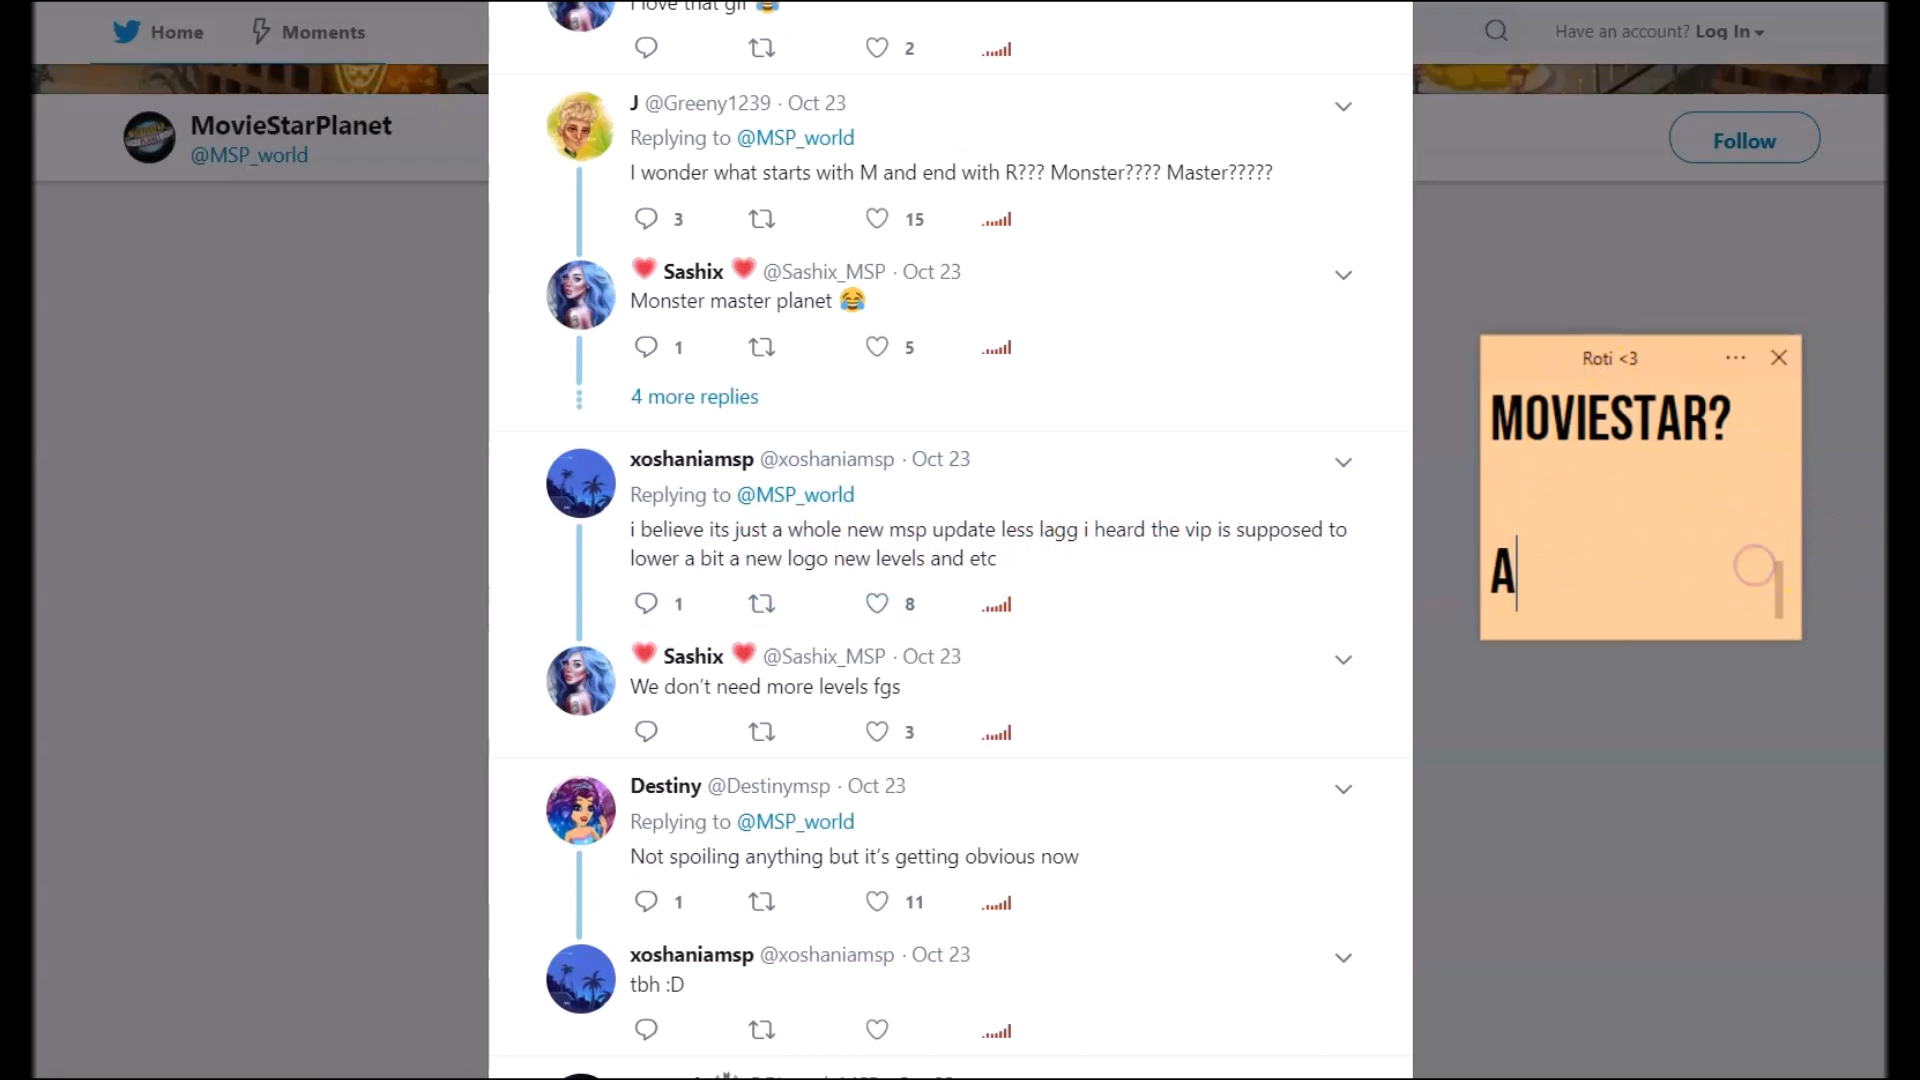 I love that gif
2
Home
Moments
Have an account? Log In
MovieStarPlanet
@MSP_world
Follow
J @Greeny1239 · Oct 23
Replying to @MSP_world
I wonder what starts with M and end with R??? Monster???? Master?????
3 15
Sashix @Sashix_MSP · Oct 23
Monster master planet 😂
1 5
4 more replies
xoshaniamsp @xoshaniamsp · Oct 23
Replying to @MSP_world
i believe its just a whole new msp update less lagg i heard the vip is supposed to
lower a bit a new logo new levels and etc
1 8
Sashix @Sashix_MSP · Oct 23
We don’t need more levels fgs
3
Destiny @Destinymsp · Oct 23
Replying to @MSP_world
Not spoiling anything but it’s getting obvious now
1 11
xoshaniamsp @xoshaniamsp · Oct 23
tbh :D
Roti <3
MOVIESTAR?
A